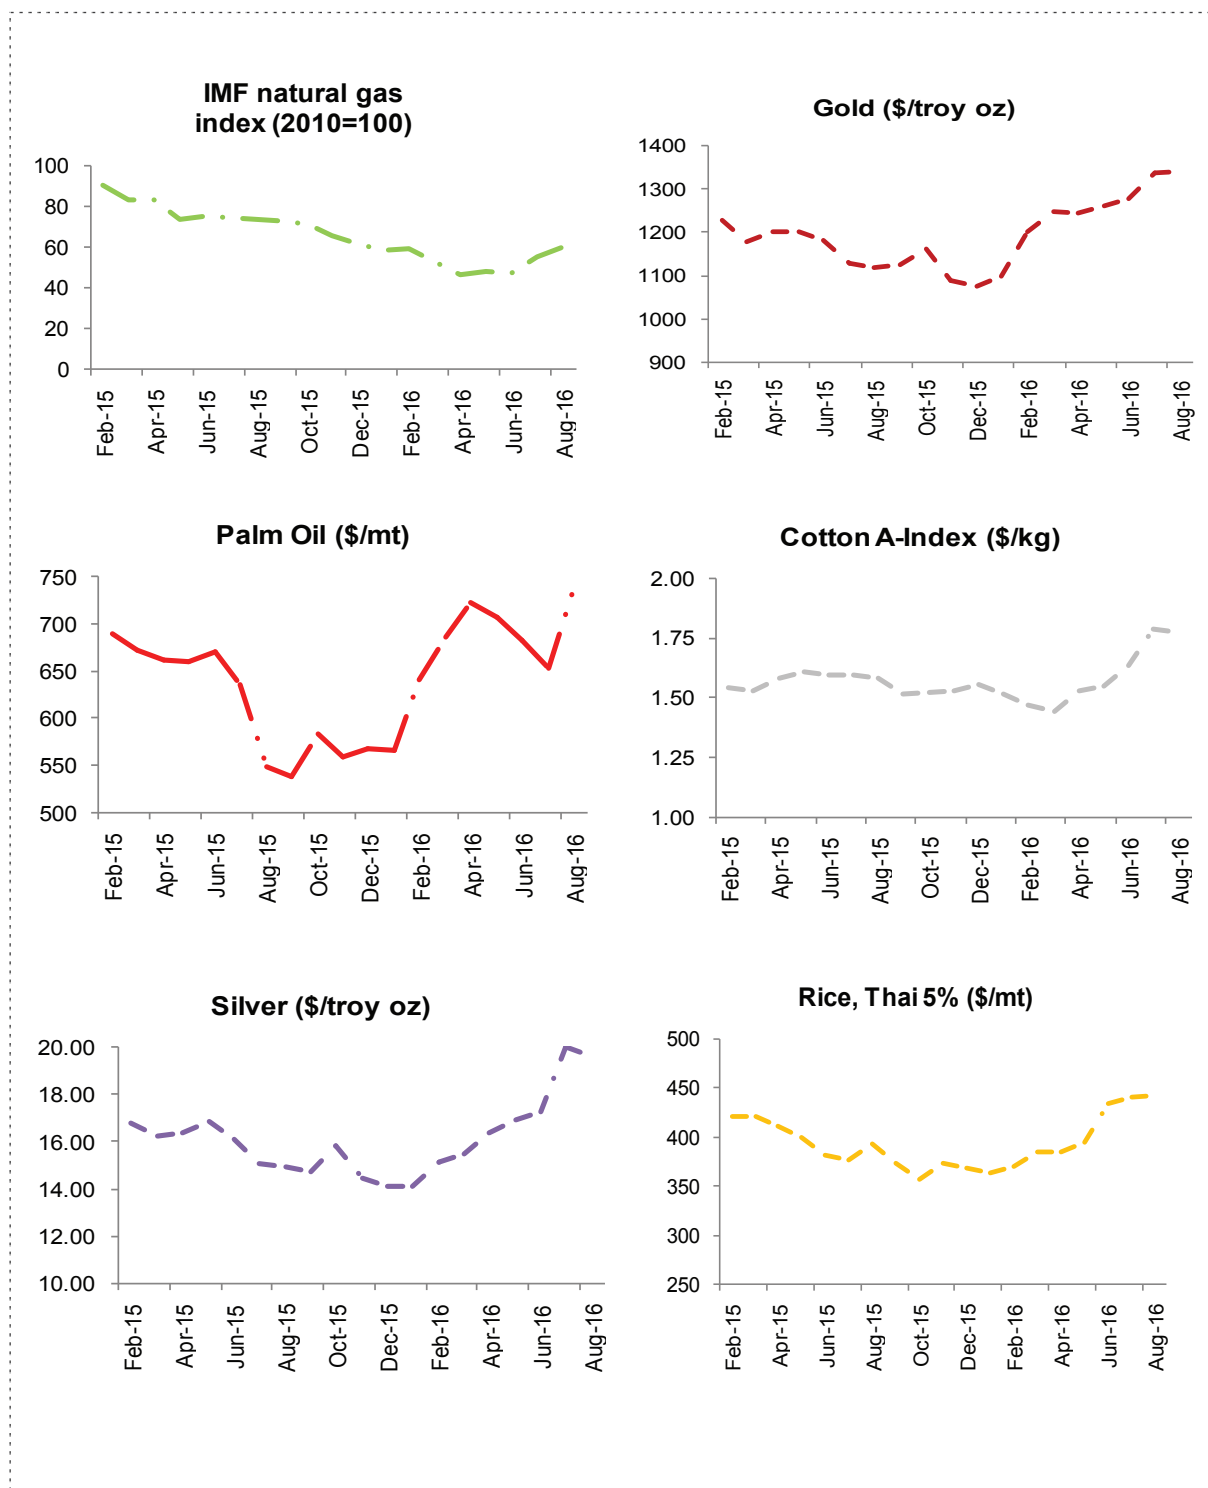 IMF natural gas
index (2010=100)
100
80
60
40
20
0
Feb-15
Apr-15
Jun-15
Aug-15
Oct-15
Dec-15
Feb-16
Apr-16
Jun-16
Aug-16
Gold ($/troy oz)
1400
1300
1200
1100
1000
900
Feb-15
Apr-15
Jun-15
Aug-15
Oct-15
Dec-15
Feb-16
Apr-16
Jun-16
Aug-16
Palm Oil ($/mt)
750
700
650
600
550
500
Feb-15
Apr-15
Jun-15
Aug-15
Oct-15
Dec-15
Feb-16
Apr-16
Jun-16
Aug-16
Cotton A-Index ($/kg)
2.00
1.75
1.50
1.25
1.00
Feb-15
Apr-15
Jun-15
Aug-15
Oct-15
Dec-15
Feb-16
Apr-16
Jun-16
Aug-16
Silver ($/troy oz)
20.00
18.00
16.00
14.00
12.00
10.00
Feb-15
Apr-15
Jun-15
Aug-15
Oct-15
Dec-15
Feb-16
Apr-16
Jun-16
Aug-16
Rice, Thai 5% ($/mt)
500
450
400
350
300
250
Feb-15
Apr-15
Jun-15
Aug-15
Oct-15
Dec-15
Feb-16
Apr-16
Jun-16
Aug-16